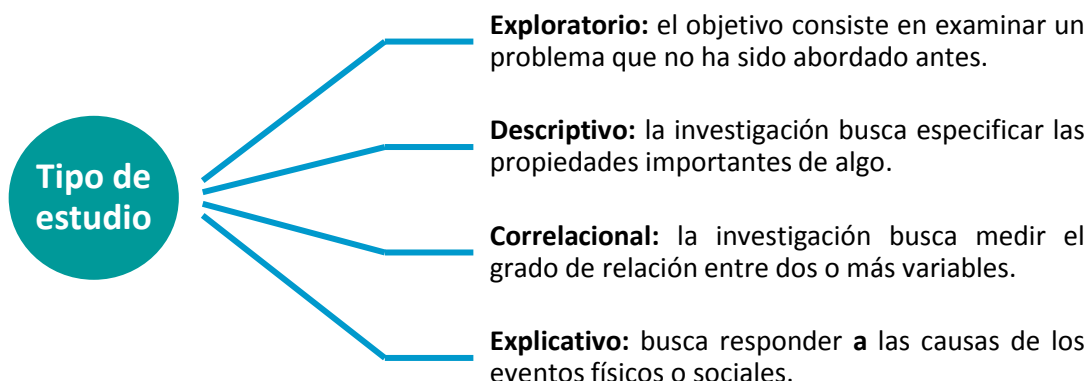 Tipo de
estudio
Exploratorio: el objetivo consiste en examinar un
problema que no ha sido abordado antes.
Descriptivo: la investigación busca especificar las
propiedades importantes de algo.
Correlacional: la investigación busca medir el
grado de relación entre dos o más variables.
Explicativo: busca responder a las causas de los
eventos físicos o sociales.